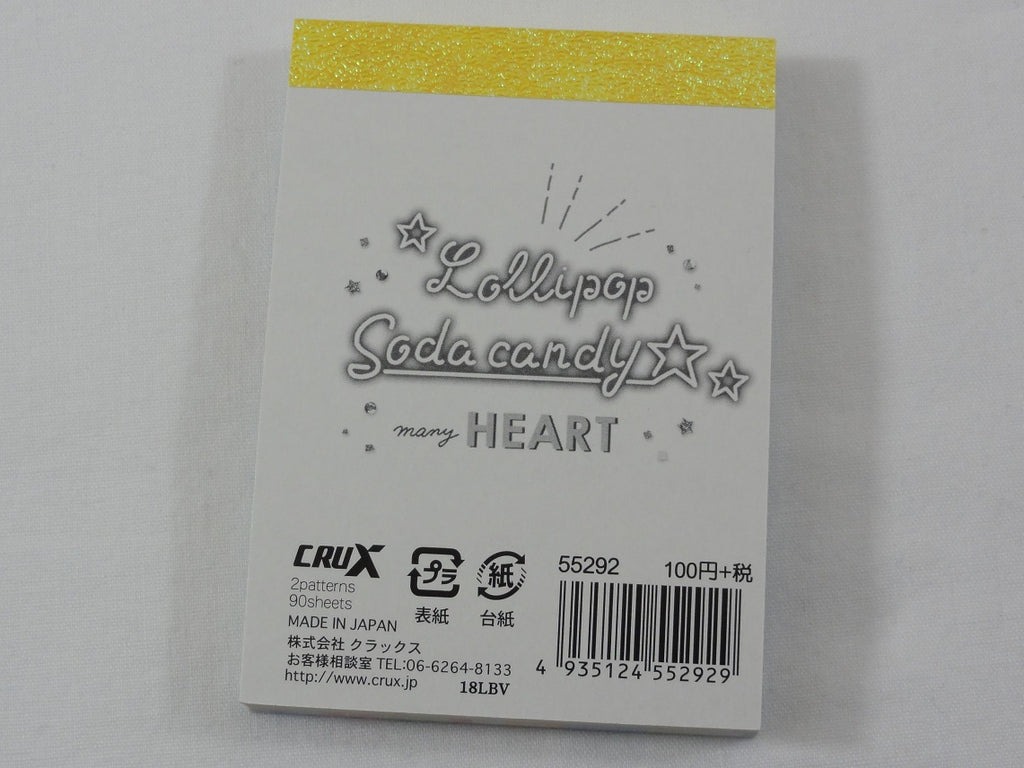 Lollipop
Soda candy
many HEART
CRUX
2patterns
90sheets
MADE IN JAPAN
株式会社 クラックス
お客様相談室 TEL:06-6264-8133
http://www.crux.jp 18LBV
プラ
表紙
紙
台紙
55292 100円+税
4 935124 552929